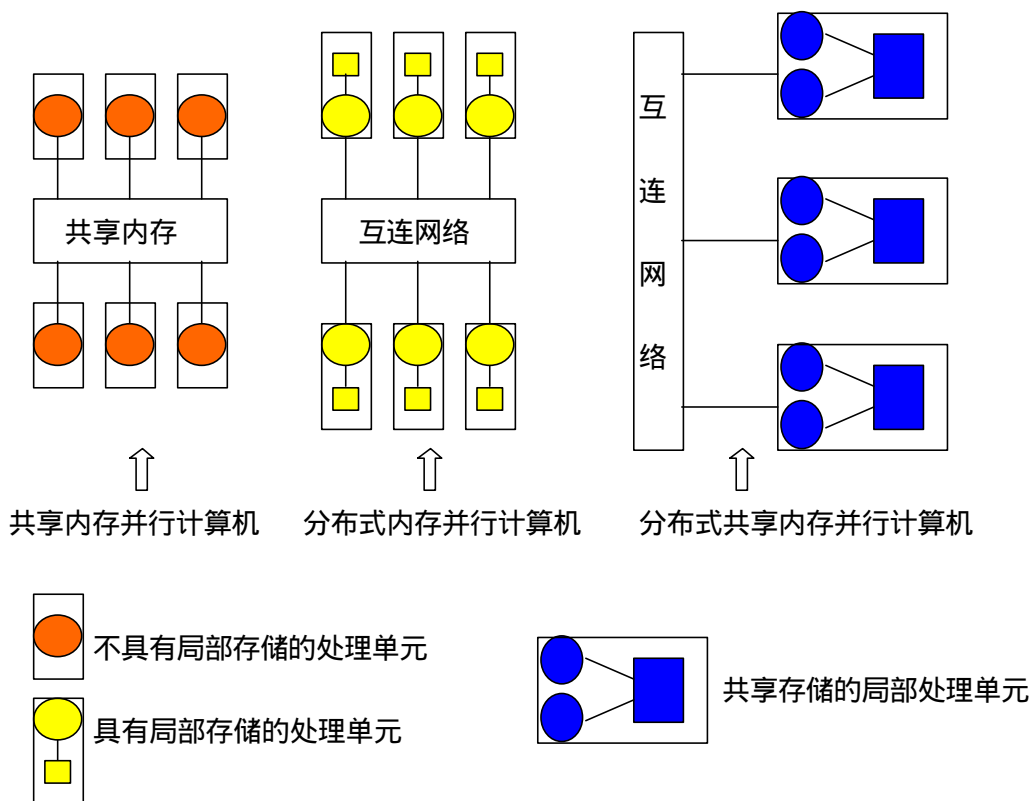 共享内存
互连网络
互
连
网
络
共享内存并行计算机
分布式内存并行计算机
分布式共享内存并行计算机
不具有局部存储的处理单元
具有局部存储的处理单元
共享存储的局部处理单元